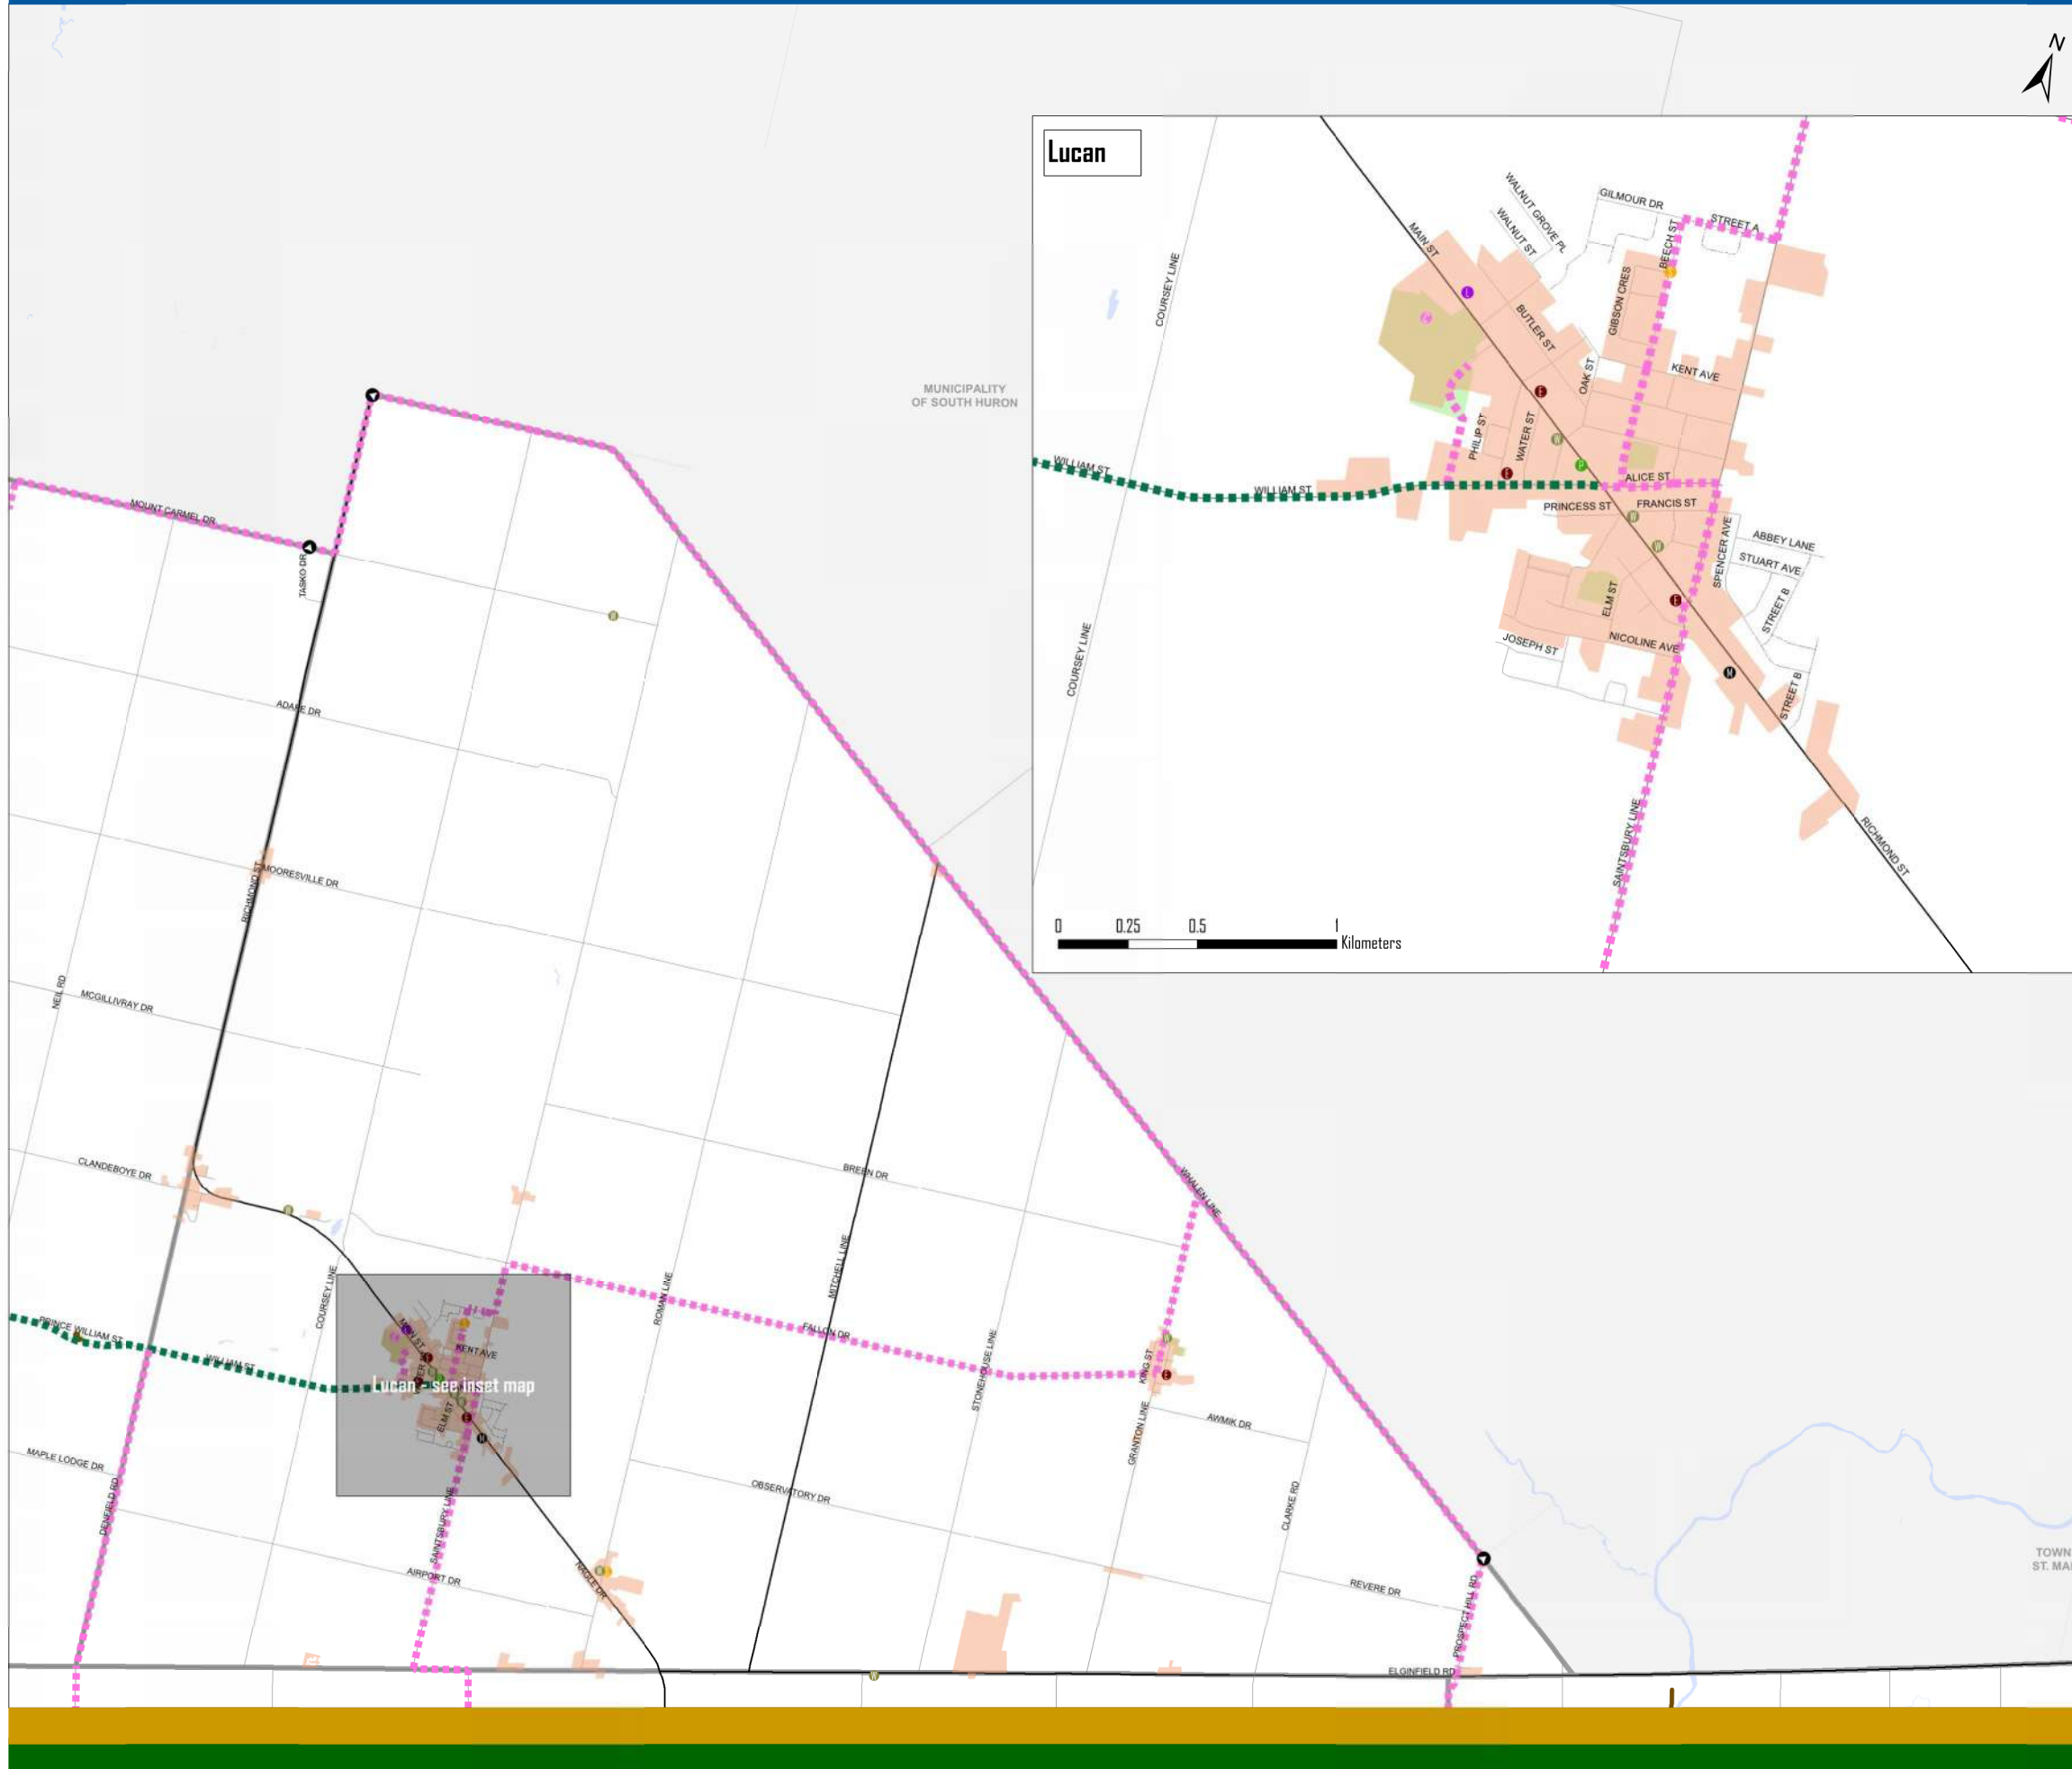 N
Lucan
WALNUT GROVE PL
WALNUT ST
GILMOUR DR
STREET A
BEECH ST
MAIN ST
COURSEY LINE
GIBSON CRES
BUTLER ST
OAK ST
KENT AVE
PHILIP ST
WATER ST
WILLIAM ST
WILLIAM ST
ALICE ST
PRINCESS ST
FRANCIS ST
SPENCER AVE
ABBEY LANE
STUART AVE
STREET B
ELM ST
NICOLINE AVE
JOSEPH ST
COURSEY LINE
STREET B
SAINTSBURY LINE
RICHMOND ST
0
0.25
0.5
1
Kilometers
L
E
E
W
P
W
W
E
M
MUNICIPALITY
OF SOUTH HURON
MOUNT CARMEL DR
TASKO DR
W
ADARE DR
MOORESVILLE DR
RICHMOND ST
NEIL RD
MCGILLIVRAY DR
CLANDEBOYE DR
BREEN DR
WHALEN LINE
COURSEY LINE
ROMAN LINE
MITCHELL LINE
PRINCE WILLIAM ST
WILLIAM ST
MAIN ST
KENT AVE
Lucan - see inset map
ELM ST
FALLON DR
STONEHOUSE LINE
KING ST
E
GRANTON LINE
AWMIK DR
MAPLE LODGE DR
DENFIELD RD
SAINTSBURY LINE
OBSERVATORY DR
CLARKE RD
AIRPORT DR
NAGLE DR
REVERE DR
PROSPECT HILL RD
ELGINFIELD RD
W
TOWN
ST. MA